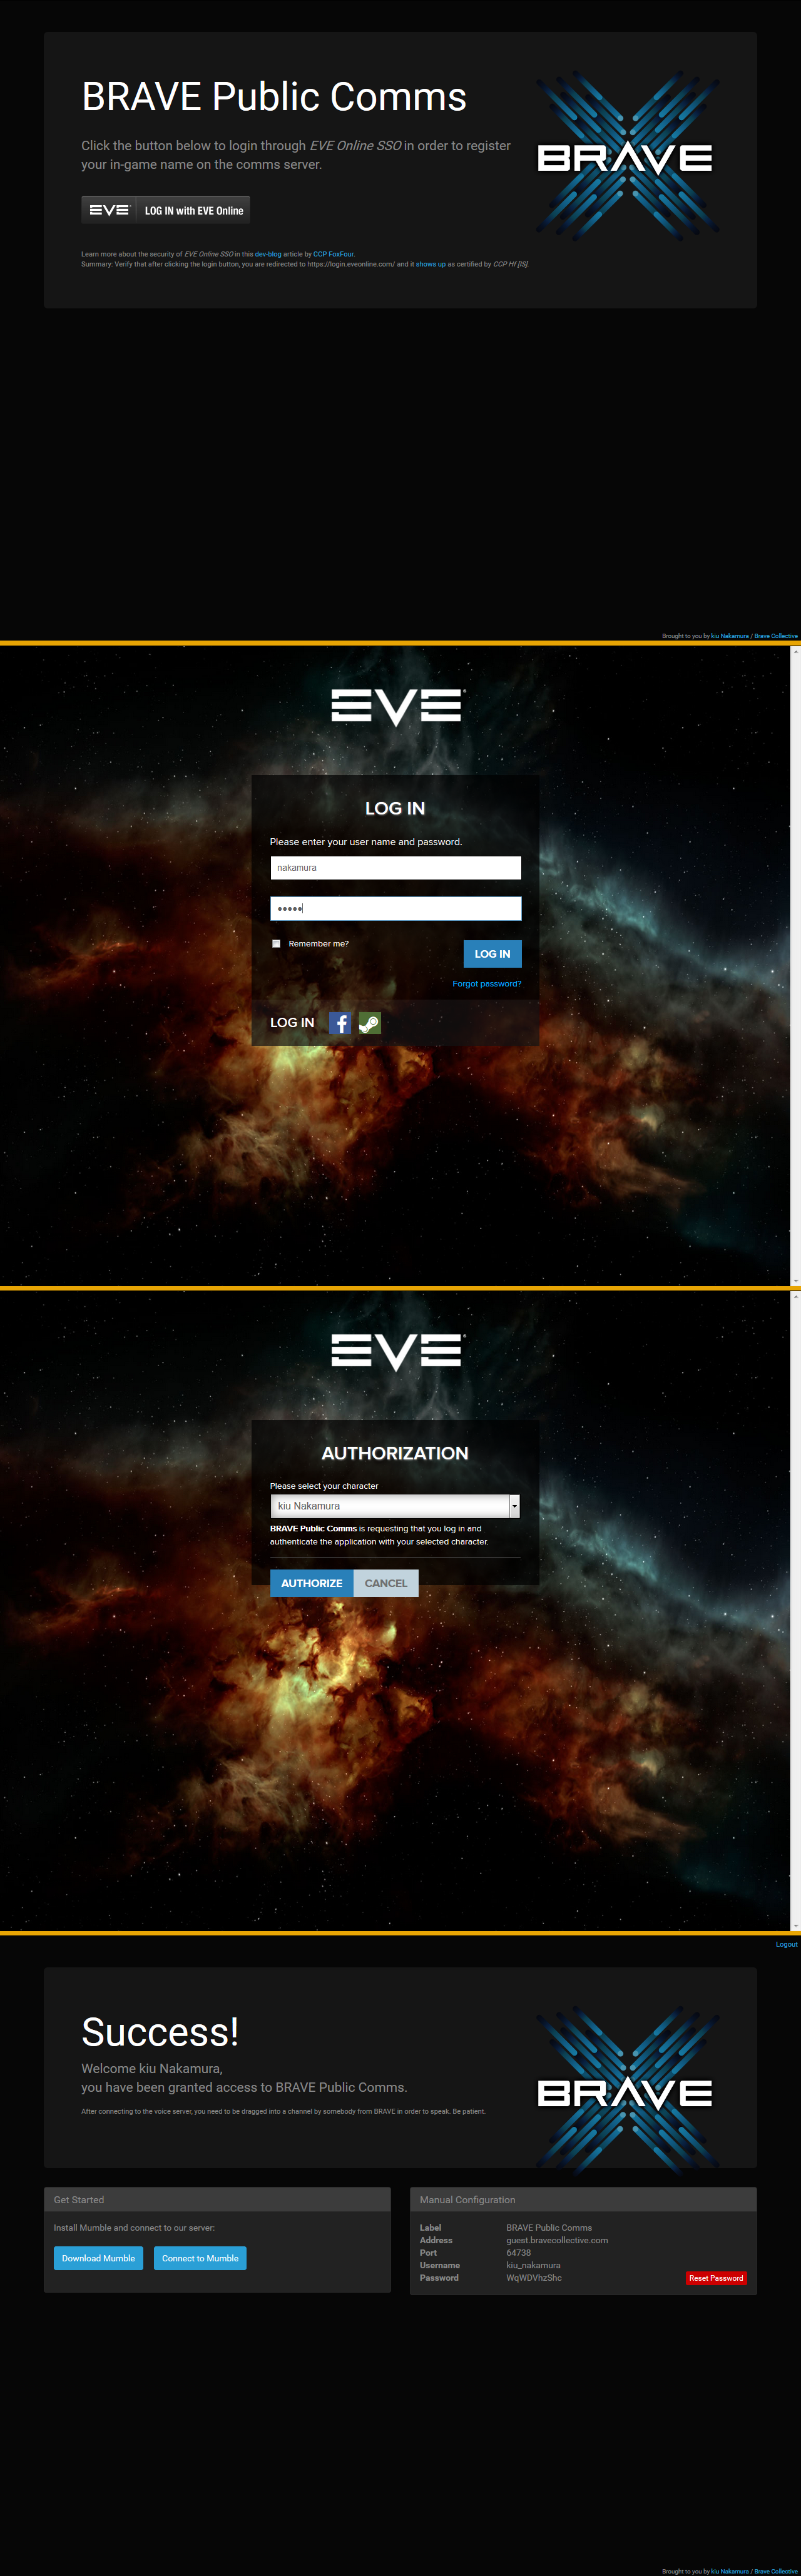 BRAVE Public Comms
Click the button below to login through EVE Online SSO in order to register
your in-game name on the comms server.
BRAVE
EVE LOG IN with EVE Online
Learn more about the security of EVE Online SSO in this dev-blog article by CCP FoxFour.
Summary: Verify that after clicking the login button, you are redirected to https://login.eveonline.com/ and it shows up as certified by CCP Hf [IS].
Brought to you by kiu Nakamura / Brave Collective
EVE
LOG IN
Please enter your user name and password.
nakamura
•••••
Remember me?
LOG IN
Forgot password?
LOG IN
EVE
AUTHORIZATION
Please select your character
kiu Nakamura
BRAVE Public Comms is requesting that you log in and
authenticate the application with your selected character.
AUTHORIZE CANCEL
Logout
Success!
Welcome kiu Nakamura,
you have been granted access to BRAVE Public Comms.
After connecting to the voice server, you need to be dragged into a channel by somebody from BRAVE in order to speak. Be patient.
BRAVE
Get Started
Install Mumble and connect to our server:
Download Mumble Connect to Mumble
Manual Configuration
Label BRAVE Public Comms
Address guest.bravecollective.com
Port 64738
Username kiu_nakamura
Password WqWDVhzShc
Reset Password
Brought to you by kiu Nakamura / Brave Collective